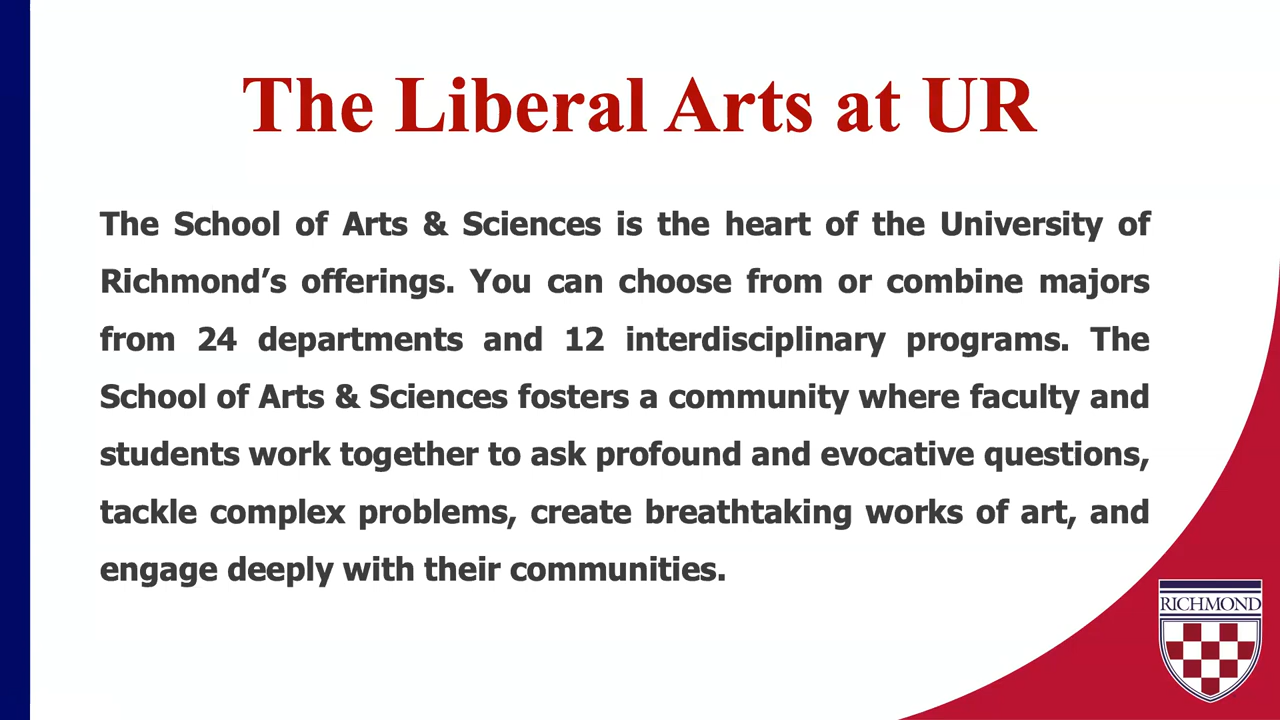 The Liberal Arts at UR
The School of Arts & Sciences is the heart of the University of
Richmond’s offerings. You can choose from or combine majors
from 24 departments and 12 interdisciplinary programs. The
School of Arts & Sciences fosters a community where faculty and
students work together to ask profound and evocative questions,
tackle complex problems, create breathtaking works of art, and
engage deeply with their communities.
RICHMOND